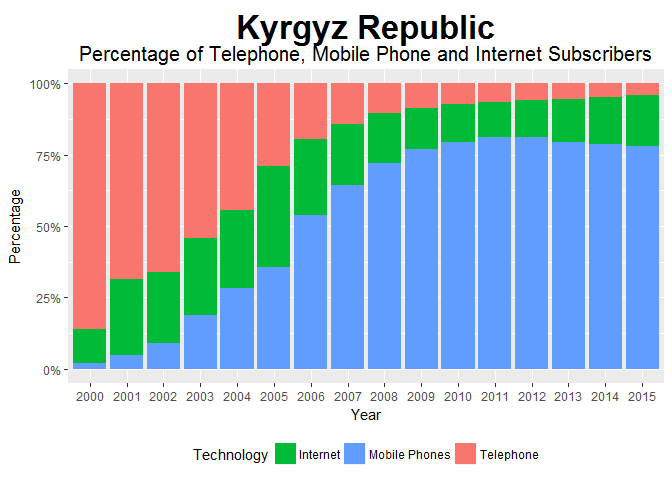 Kyrgyz Republic
Percentage of Telephone, Mobile Phone and Internet Subscribers
100%
75%
50%
25%
0%
Percentage
2000 2001 2002 2003 2004 2005 2006 2007 2008 2009 2010 2011 2012 2013 2014 2015
Year
Technology Internet Mobile Phones Telephone